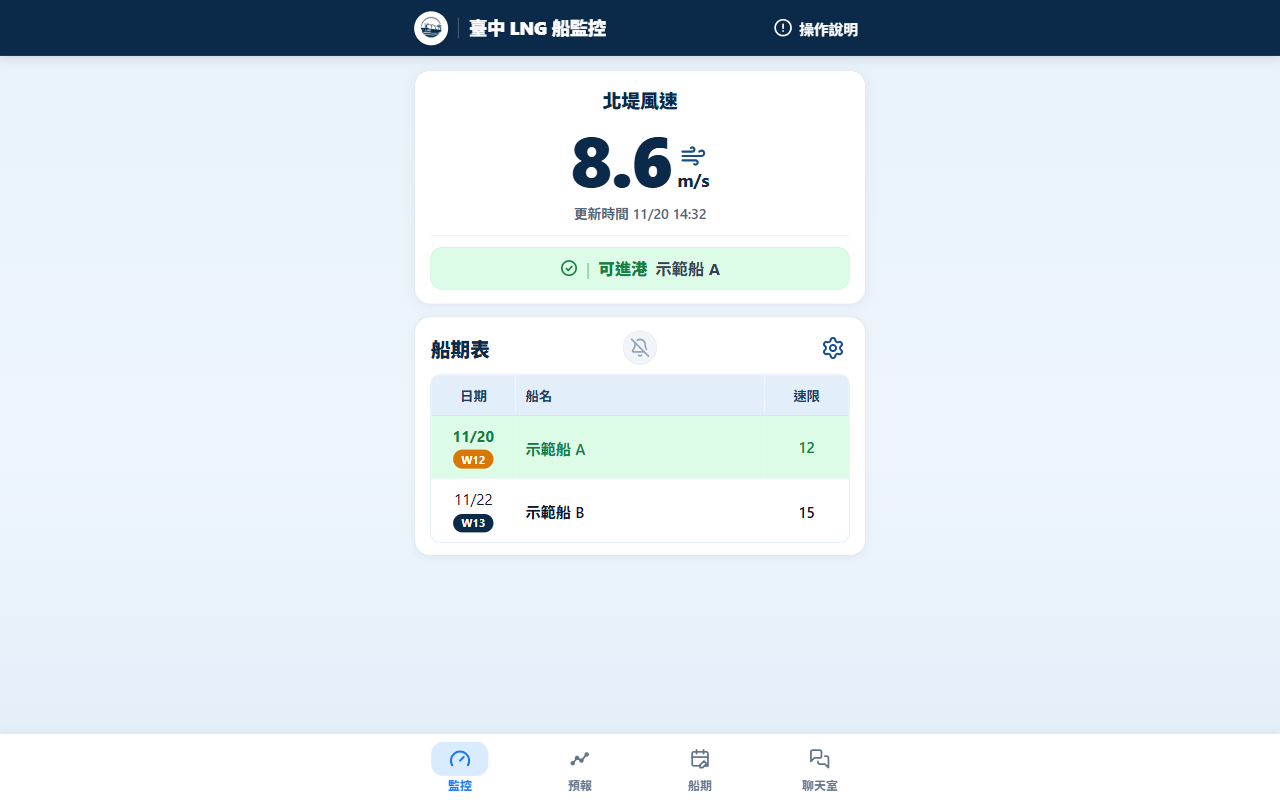 臺中 LNG 船監控
操作說明
北堤風速
8.6 m/s
更新時間 11/20 14:32
可進港 示範船 A
船期表
日期 船名 速限
11/20
W12
示範船 A
12
11/22
W13
示範船 B
15
監控 預報 船期 聊天室